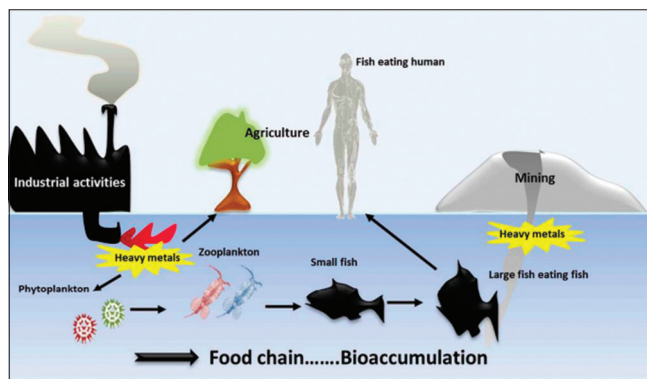 Fish eating human
Agriculture
Industrial activities
Mining
Heavy metals
Heavy metals
Zooplankton
Small fish
Large fish eating fish
Phytoplankton
Food chain.......Bioaccumulation